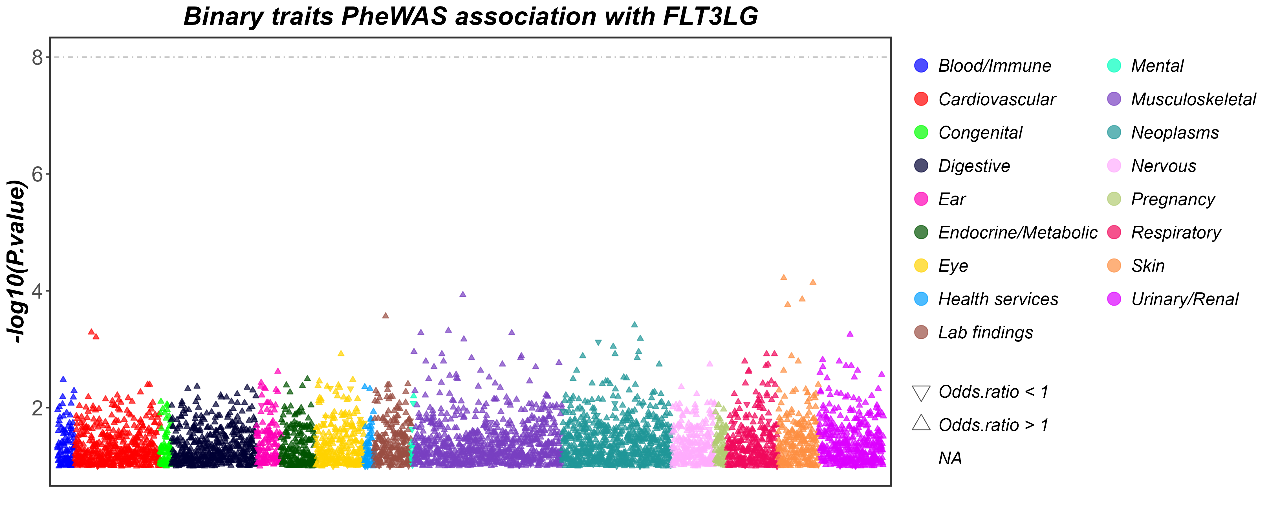 Binary traits PheWAS association with FLT3LG
-log10(P.value)
8
6
4
2
Blood/Immune
Cardiovascular
Congenital
Digestive
Ear
Endocrine/Metabolic
Eye
Health services
Lab findings
Mental
Musculoskeletal
Neoplasms
Nervous
Pregnancy
Respiratory
Skin
Urinary/Renal
Odds.ratio < 1
Odds.ratio > 1
NA